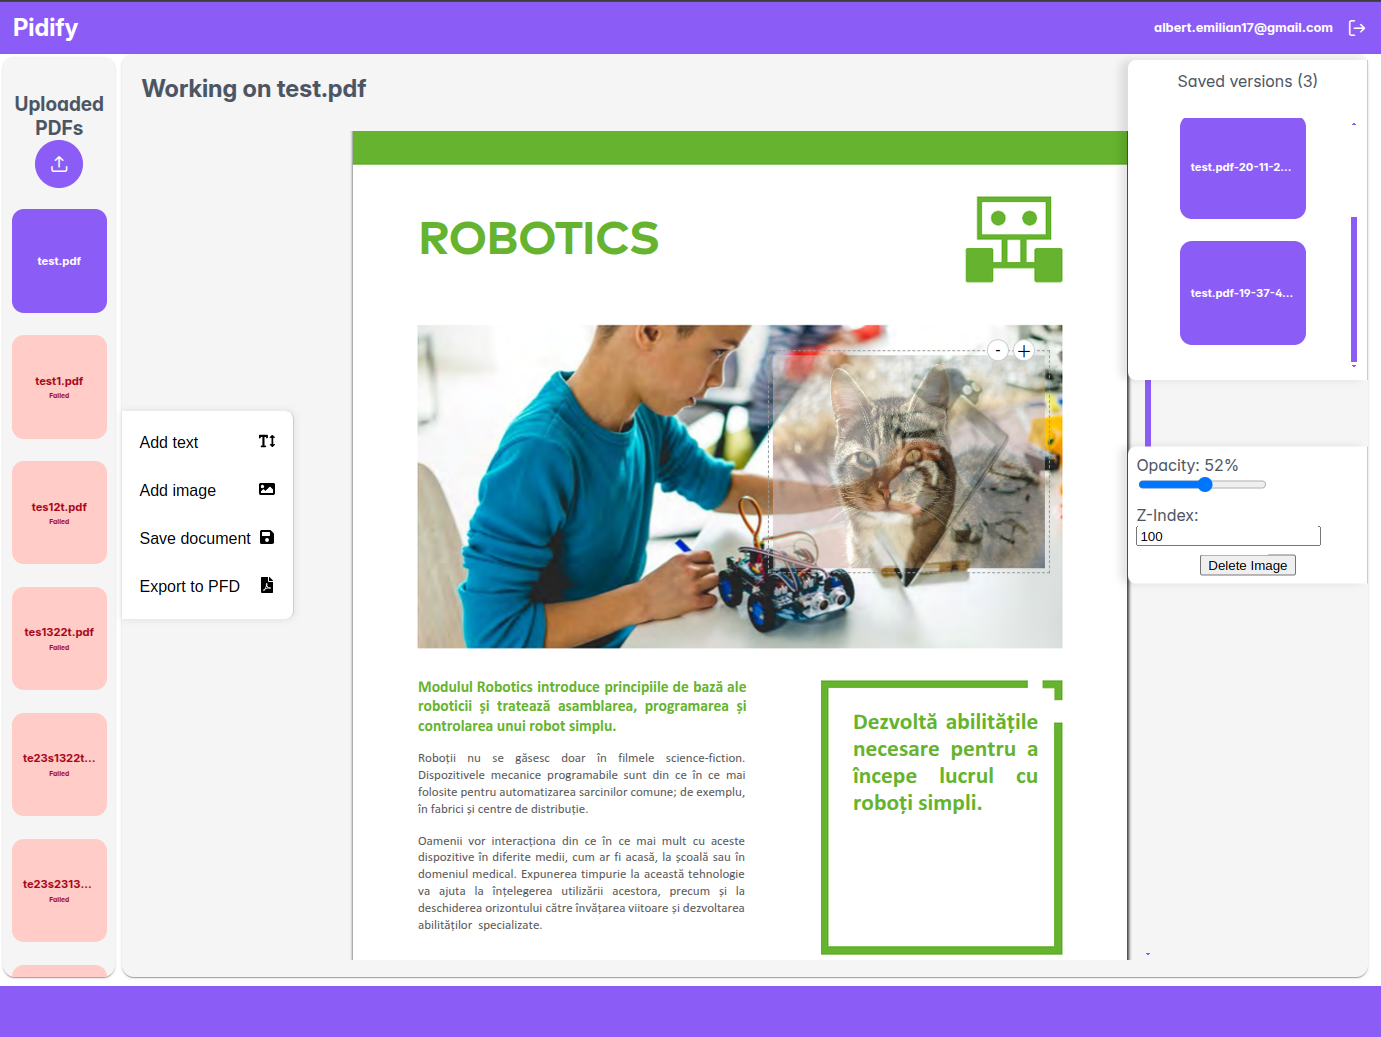 Pidify
albert.emilian17@gmail.com
Uploaded
PDFs
test.pdf
test1.pdf
Failed
tes12t.pdf
Failed
tes1322t.pdf
Failed
te23s1322t...
Failed
te23s2313...
Failed
Working on test.pdf
Add text
Add image
Save document
Export to PFD
ROBOTICS
- +
Modulul Robotics introduce principiile de bază ale
roboticii și tratează asamblarea, programarea și
controlarea unui robot simplu.
Roboții nu se găsesc doar în filmele science-fiction.
Dispozitivele mecanice programabile sunt din ce în ce mai
folosite pentru automatizarea sarcinilor comune; de exemplu,
în fabrici și centre de distribuție.
Oamenii vor interacționa din ce în ce mai mult cu aceste
dispozitive în diferite medii, cum ar fi acasă, la școală sau în
domeniul medical. Expunerea timpurie la această tehnologie
va ajuta la înțelegerea utilizării acestora, precum și la
deschiderea orizontului către învățarea viitoare și dezvoltarea
abilităților specializate.
Dezvoltă abilitățile
necesare pentru a
începe lucrul cu
roboți simpli.
Saved versions (3)
test.pdf-20-11-2...
test.pdf-19-37-4...
Opacity: 52%
Z-Index:
100
Delete Image